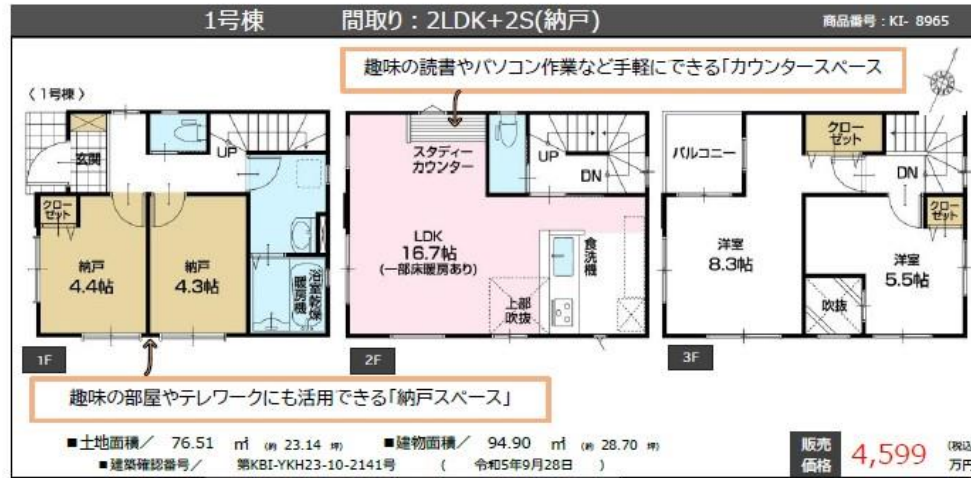 1号棟 間取り：2LDK+2S(納戸) 商品番号：KI- 8965
趣味の読書やパソコン作業など手軽にできる「カウンタースペース
〈1号棟〉
玄関
UP
クロー
ゼット
納戸
4.4帖
納戸
4.3帖
浴室乾燥
暖房機
1F
スタディー
カウンター
UP
DN
LDK
16.7帖
(一部床暖房あり)
食洗機
上部
吹抜
2F
バルコニー
クロー
ゼット
DN
クロー
ゼット
洋室
8.3帖
洋室
5.5帖
吹抜
3F
趣味の部屋やテレワークにも活用できる「納戸スペース」
■土地面積／ 76.51 ㎡ (約 23.14 坪) ■建物面積／ 94.90 ㎡ (約 28.70 坪)
■建築確認番号／ 第KBI-YKH23-10-2141号 ( 令和5年9月28日 )
販売
価格
4,599
(税込
万円